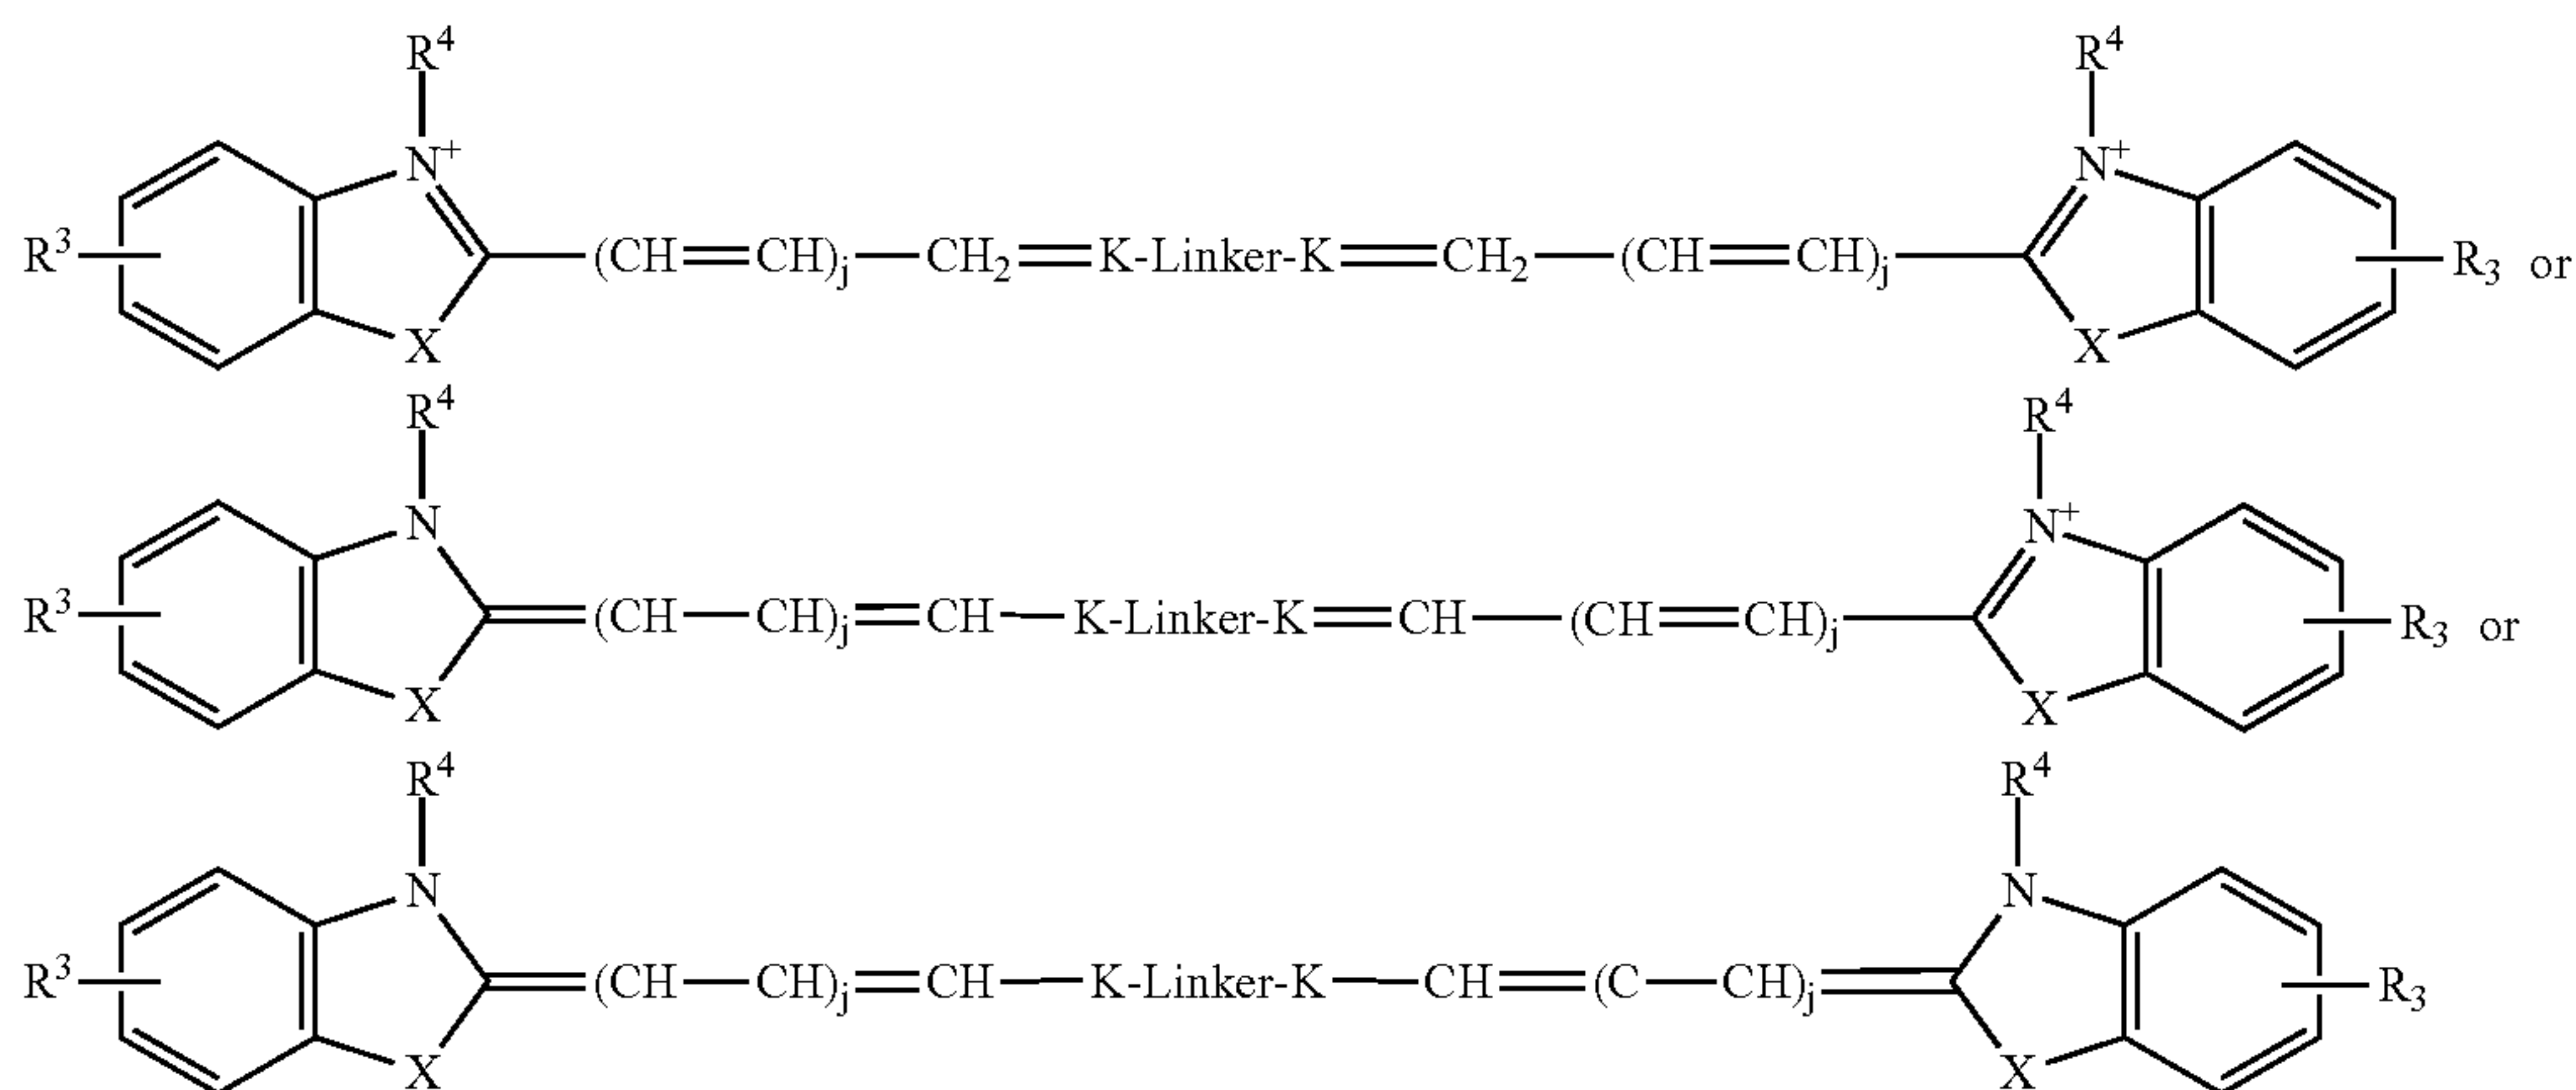 R⁴ R⁴
N⁺ N⁺
R³ (CH CH)ⱼ CH₂ K-Linker-K CH₂ (CH CH)ⱼ R₃ or
X X
R⁴ R⁴
N N⁺
R³ (CH CH)ⱼ CH K-Linker-K CH (CH CH)ⱼ R₃ or
X X
R⁴ R⁴
N N
R³ (CH CH)ⱼ CH K-Linker-K CH (C CH)ⱼ R₃
X X